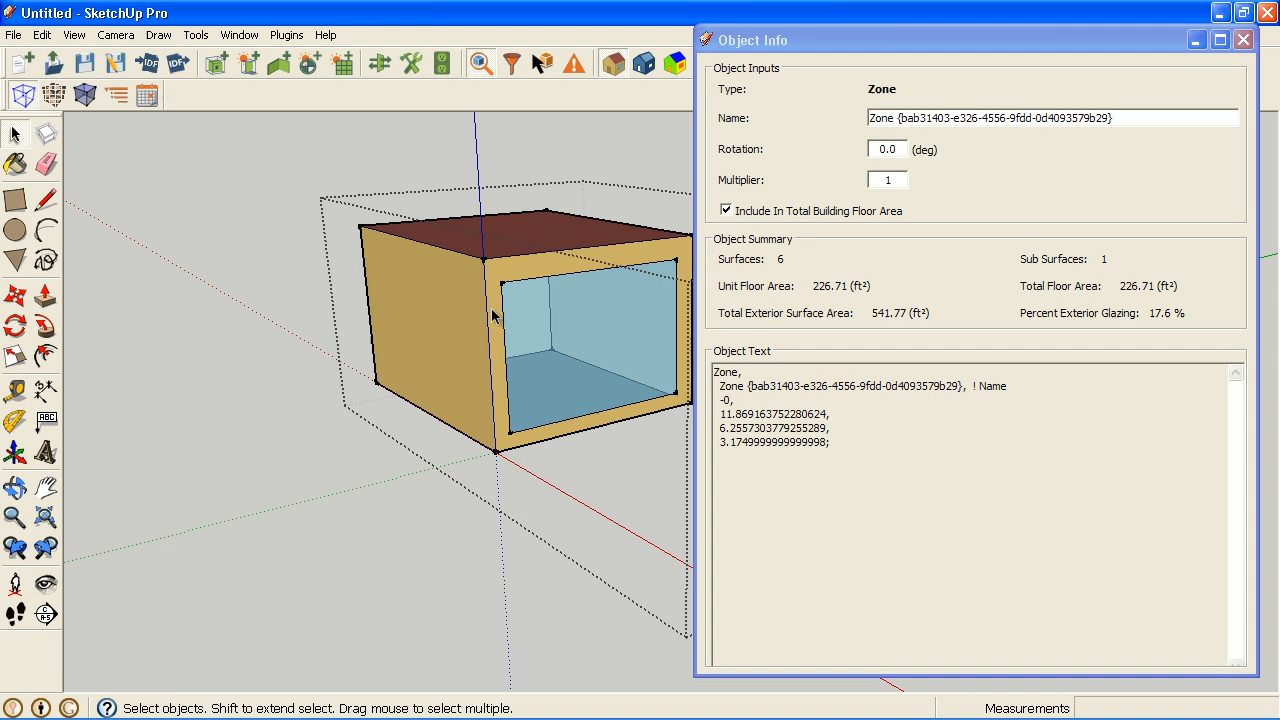 Untitled - SketchUp Pro
File Edit View Camera Draw Tools Window Plugins Help
IDF IDF
ABC
C
A-5
Select objects. Shift to extend select. Drag mouse to select multiple.
Measurements
Object Info
Object Inputs
Type: Zone
Name: Zone {bab31403-e326-4556-9fdd-0d4093579b29}
Rotation: 0.0 (deg)
Multiplier: 1
Include In Total Building Floor Area
Object Summary
Surfaces: 6 Sub Surfaces: 1
Unit Floor Area: 226.71 (ft²) Total Floor Area: 226.71 (ft²)
Total Exterior Surface Area: 541.77 (ft²) Percent Exterior Glazing: 17.6 %
Object Text
Zone,
Zone {bab31403-e326-4556-9fdd-0d4093579b29}, ! Name
-0,
11.869163752280624,
6.2557303779255289,
3.1749999999999998;